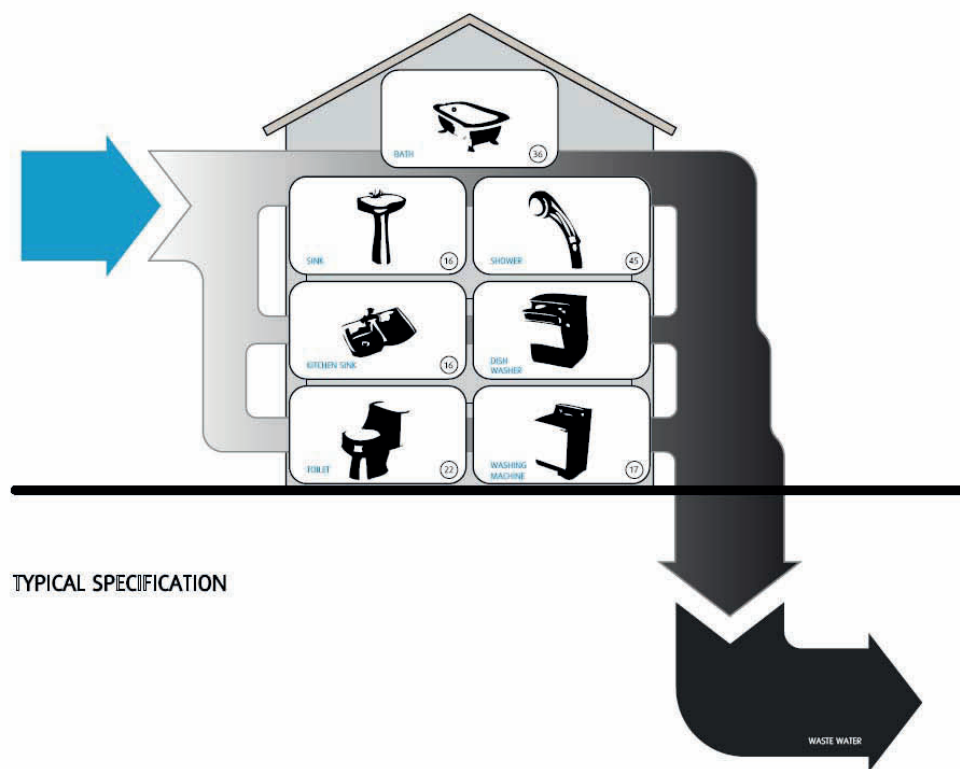 BATH 36
SINK 16
SHOWER 45
KITCHEN SINK 16
DISH
WASHER
TOILET 22
WASHING
MACHINE 17
TYPICAL SPECIFICATION
WASTE WATER